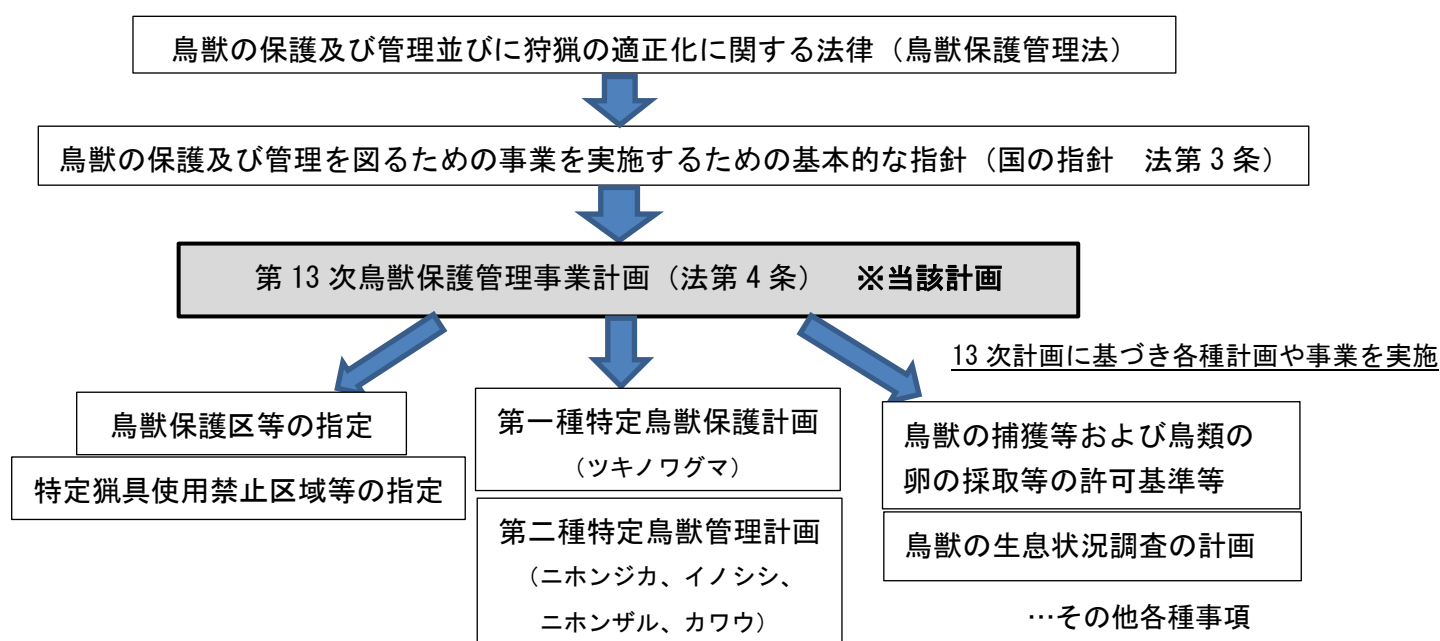 鳥獣の保護及び管理並びに狩猟の適正化に関する法律（鳥獣保護管理法）
鳥獣の保護及び管理を図るための事業を実施するための基本的な指針（国の指針　法第3条）
第13次鳥獣保護管理事業計画（法第4条）　※当該計画
13次計画に基づき各種計画や事業を実施
鳥獣保護区等の指定
特定猟具使用禁止区域等の指定
第一種特定鳥獣保護計画
（ツキノワグマ）
第二種特定鳥獣管理計画
（ニホンジカ、イノシシ、
ニホンザル、カワウ）
鳥獣の捕獲等および鳥類の
卵の採取等の許可基準等
鳥獣の生息状況調査の計画
…その他各種事項